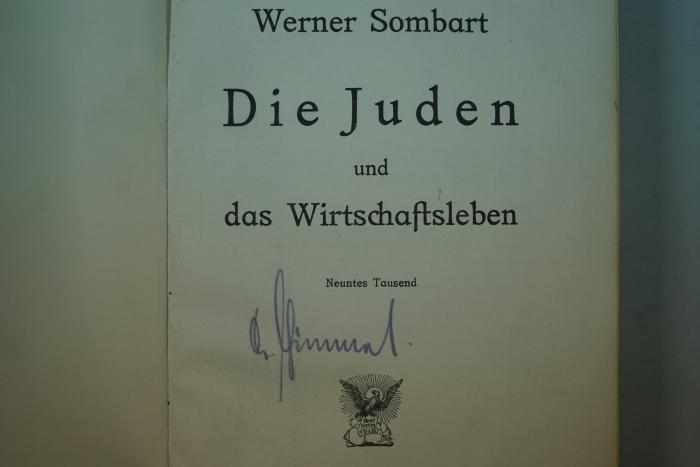 Werner Sombart
Die Juden
und
das Wirtschaftsleben
Neuntes Tausend